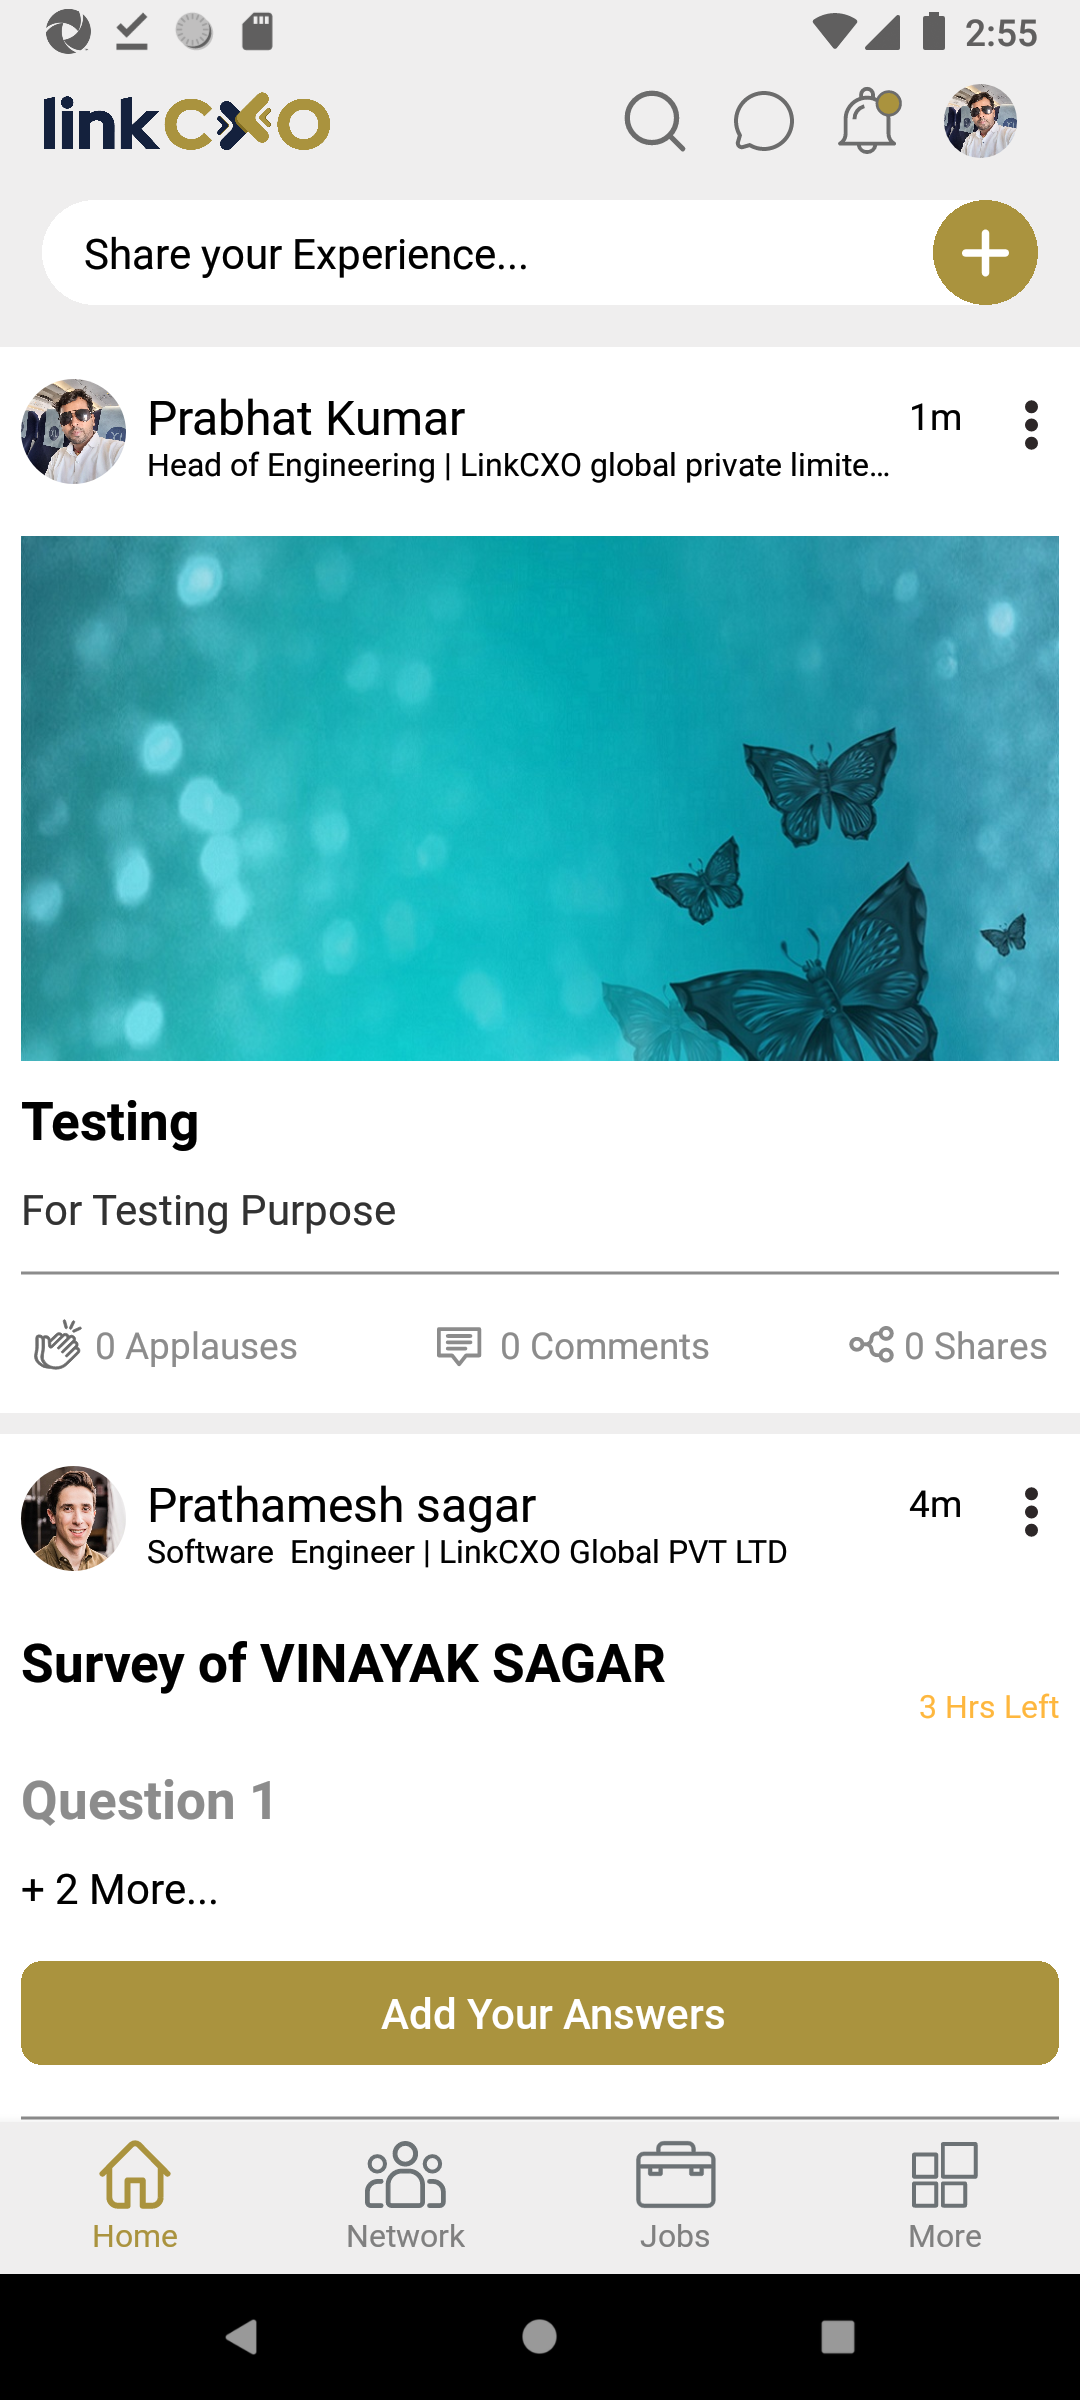 2:55
linkCXO
Share your Experience...
Prabhat Kumar
1m
Head of Engineering | LinkCXO global private limite...
Testing
For Testing Purpose
0 Applauses
0 Comments
0 Shares
Prathamesh sagar
4m
Software  Engineer | LinkCXO Global PVT LTD
Survey of VINAYAK SAGAR
3 Hrs Left
Question 1
+ 2 More...
Add Your Answers
Home
Network
Jobs
More